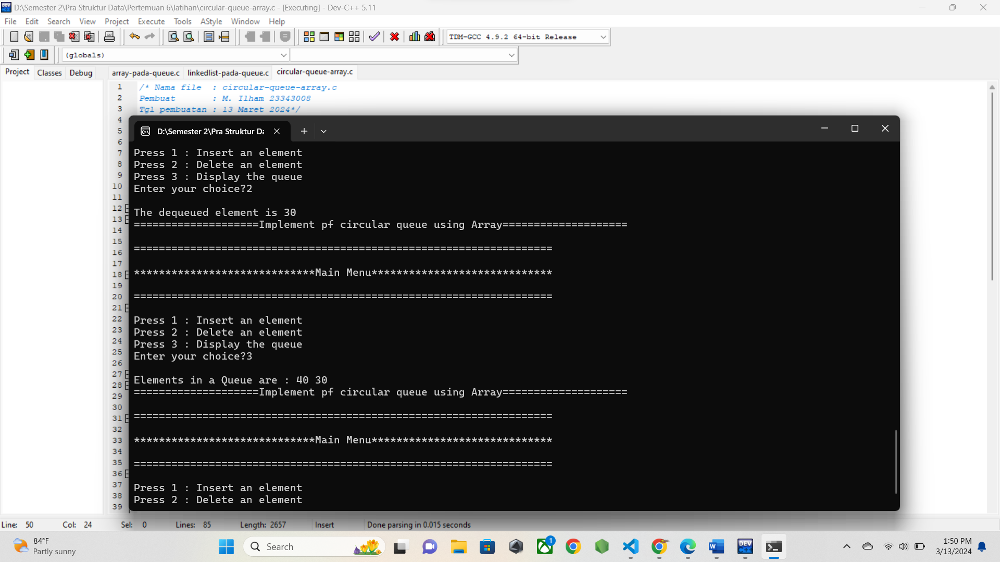 D:\Semester 2\Pra Struktur Data\Pertemuan 6\latihan\circular-queue-array.c - [Executing] - Dev-C++ 5.11
File Edit Search View Project Execute Tools AStyle Window Help
TDM-GCC 4.9.2 64-bit Release
(globals)
Project Classes Debug array-pada-queue.c linkedlist-pada-queue.c circular-queue-array.c
1 /* Nama file : circular-queue-array.c
2 Pembuat : M. Ilham 23343008
3 Tgl pembuatan : 13 Maret 2024*/
4
5
6
7
8
9
10
11
12
13
14
15
16
17
18
19
20
21
22
23
24
25
26
27
28
29
30
31
32
33
34
35
36
37
38
39
D:\Semester 2\Pra Struktur Da
Press 1 : Insert an element
Press 2 : Delete an element
Press 3 : Display the queue
Enter your choice?2
The dequeued element is 30
====================Implement pf circular queue using Array====================
===================================================================
*****************************Main Menu*****************************
===================================================================
Press 1 : Insert an element
Press 2 : Delete an element
Press 3 : Display the queue
Enter your choice?3
Elements in a Queue are : 40 30
====================Implement pf circular queue using Array====================
===================================================================
*****************************Main Menu*****************************
===================================================================
Press 1 : Insert an element
Press 2 : Delete an element
Line: 50 Col: 24 Sel: 0 Lines: 85 Length: 2657 Insert Done parsing in 0.015 seconds
84°F
Partly sunny
Search
1
DEV C++
1:50 PM
3/13/2024